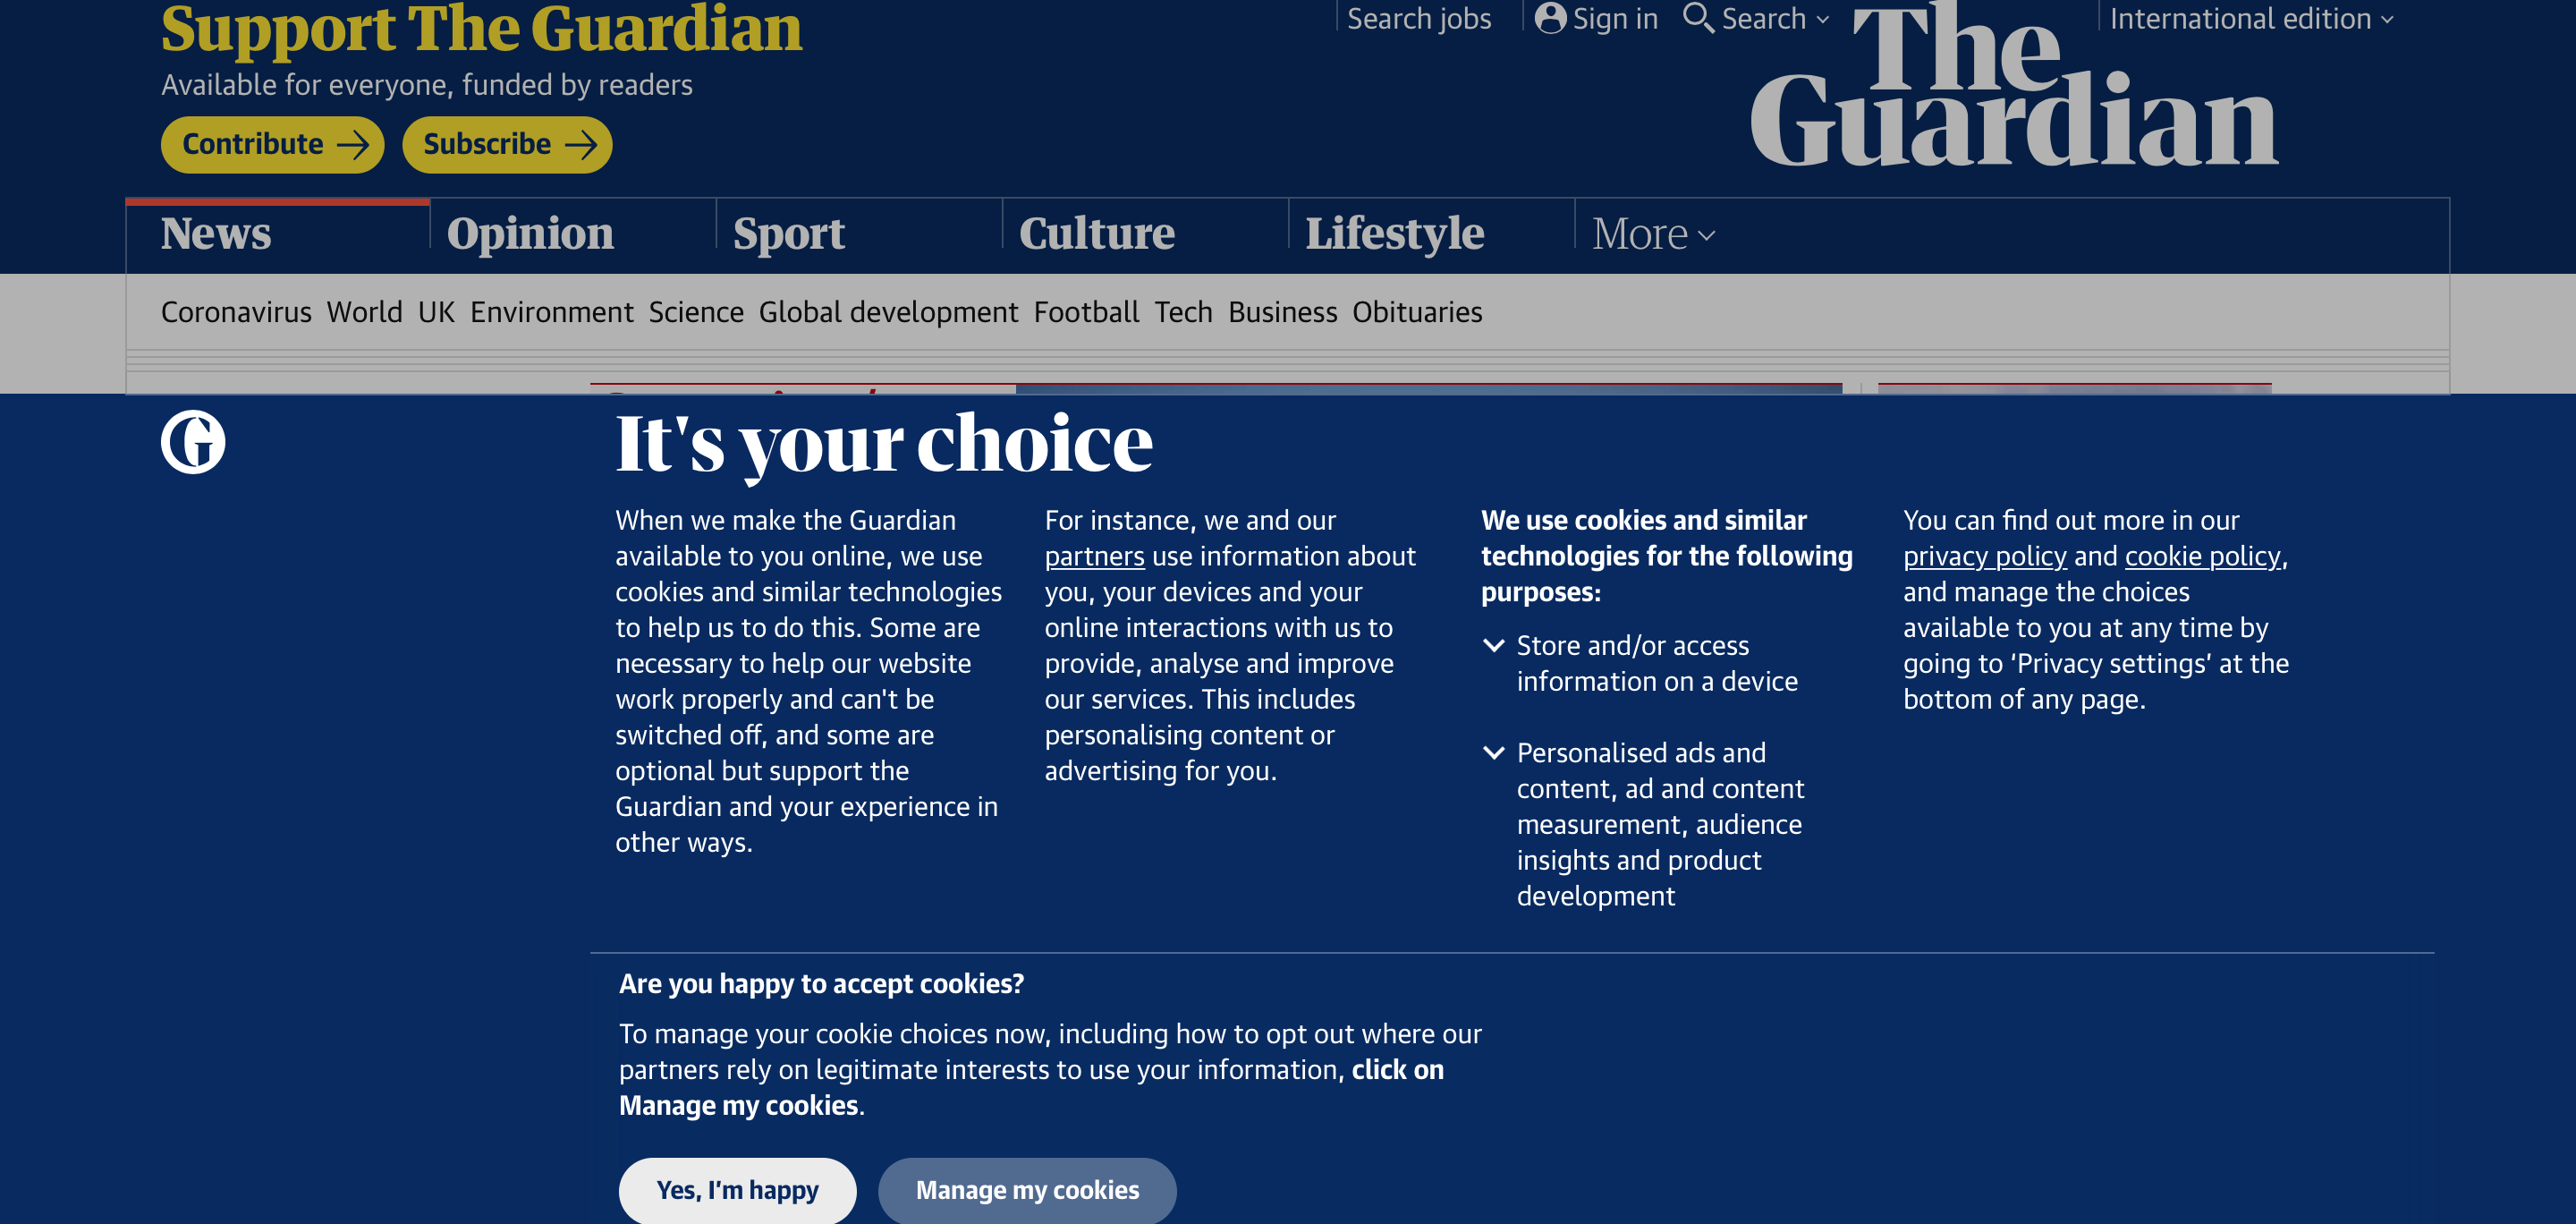 Support The Guardian
Available for everyone, funded by readers
Contribute
Subscribe
Search jobs
Sign in
Search
International edition
The
Guardian
News
Opinion
Sport
Culture
Lifestyle
More
Coronavirus World UK Environment Science Global development Football Tech Business Obituaries
G
It's your choice
When we make the Guardian
available to you online, we use
cookies and similar technologies
to help us to do this. Some are
necessary to help our website
work properly and can't be
switched off, and some are
optional but support the
Guardian and your experience in
other ways.
For instance, we and our
partners use information about
you, your devices and your
online interactions with us to
provide, analyse and improve
our services. This includes
personalising content or
advertising for you.
We use cookies and similar
technologies for the following
purposes:
Store and/or access
information on a device
Personalised ads and
content, ad and content
measurement, audience
insights and product
development
You can find out more in our
privacy policy and cookie policy,
and manage the choices
available to you at any time by
going to ‘Privacy settings’ at the
bottom of any page.
Are you happy to accept cookies?
To manage your cookie choices now, including how to opt out where our
partners rely on legitimate interests to use your information, click on
Manage my cookies.
Yes, I’m happy
Manage my cookies